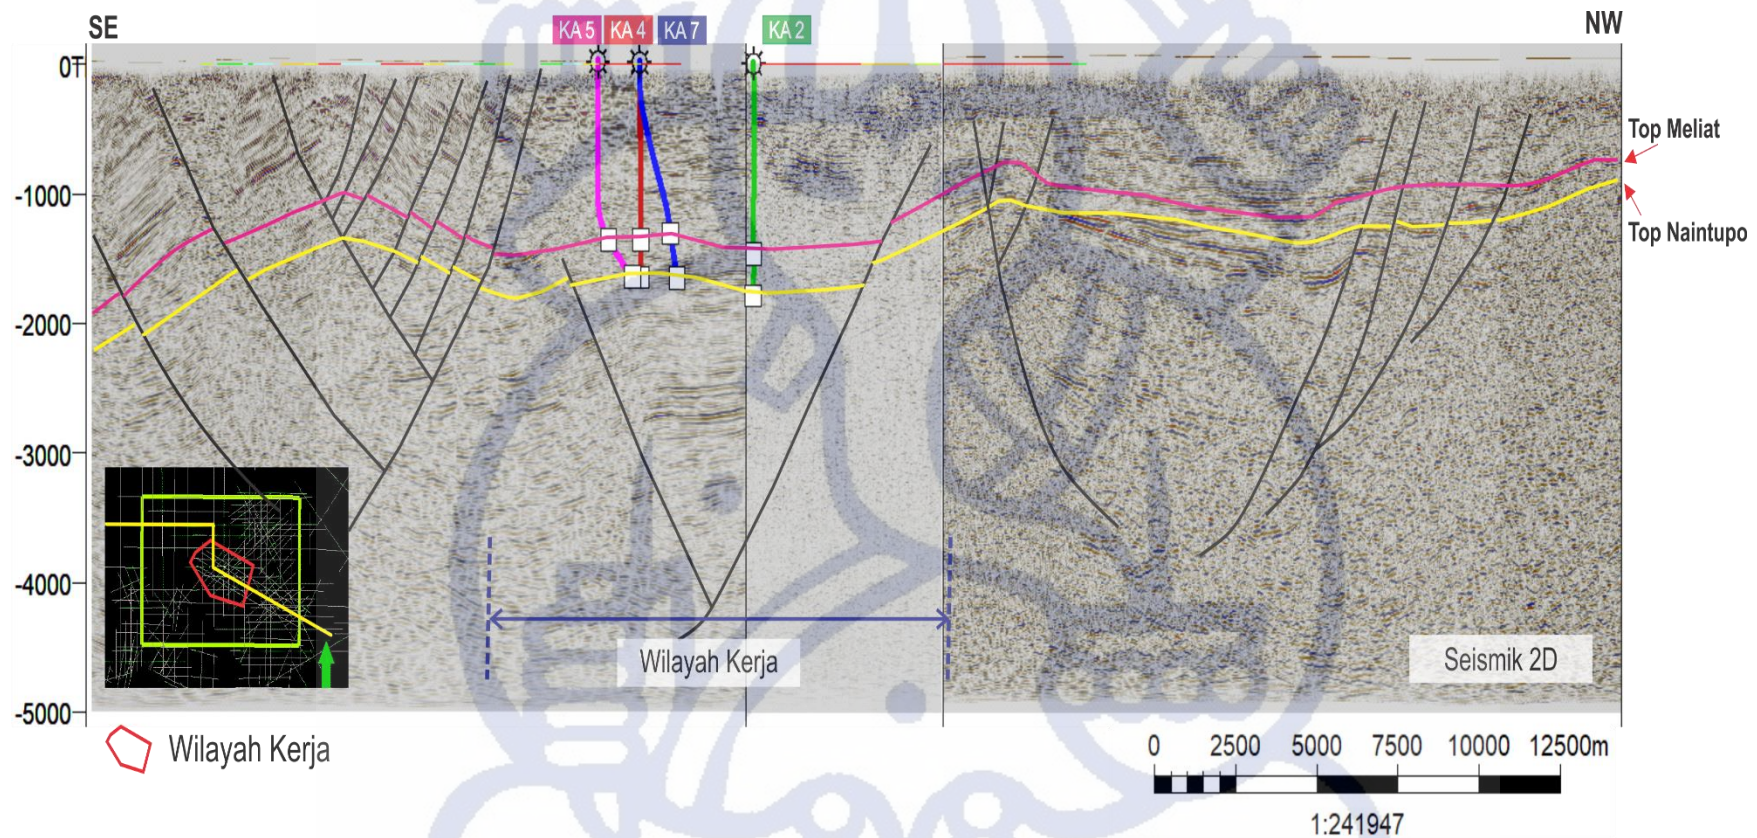 SE
KA 5
KA 4
KA 7
KA 2
NW
0
-1000
-2000
-3000
-4000
-5000
Top Meliat
Top Naintupo
Wilayah Kerja
Seismik 2D
Wilayah Kerja
0 2500 5000 7500 10000 12500m
1:241947